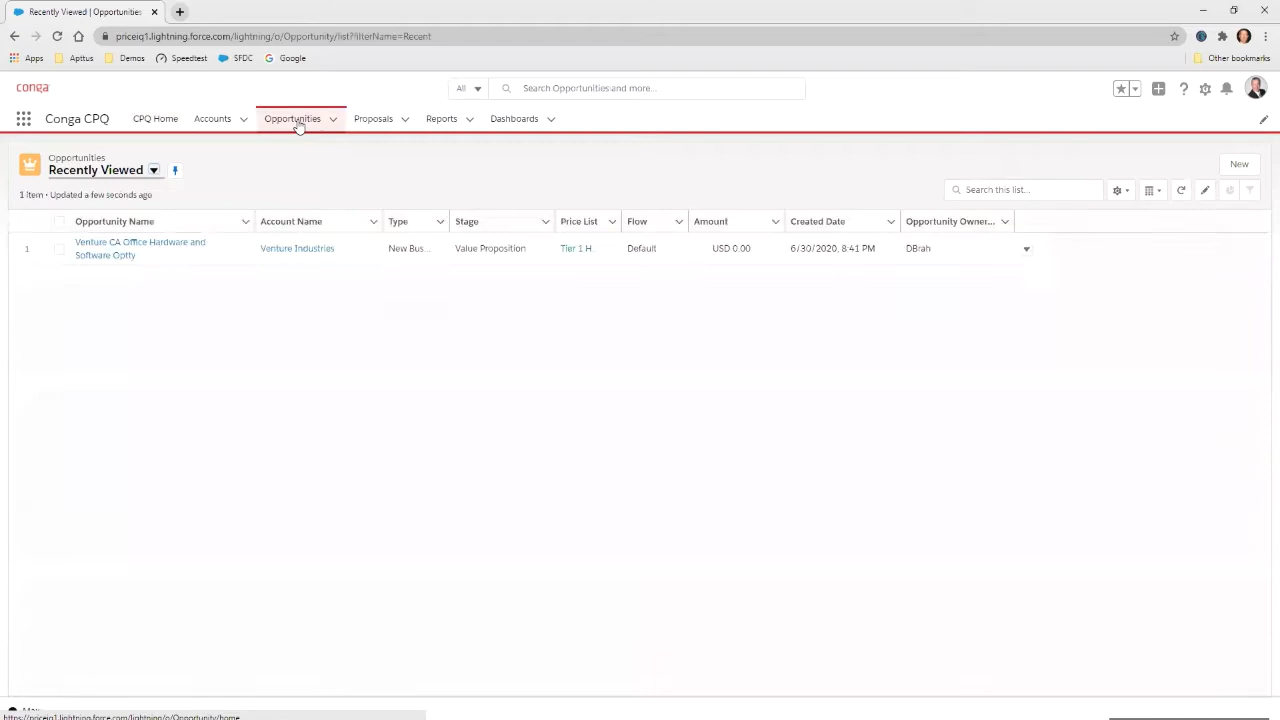 Recently Viewed | Opportunities
priceiq1.lightning.force.com/lightning/o/Opportunity/list?filterName=Recent
Apps Apttus Demos Speedtest SFDC Google Other bookmarks
conga
All Search Opportunities and more...
Conga CPQ CPQ Home Accounts Opportunities Proposals Reports Dashboards
Opportunities
Recently Viewed
New
1 item • Updated a few seconds ago
Search this list...
Opportunity Name Account Name Type Stage Price List Flow Amount Created Date Opportunity Owner...
1 Venture CA Office Hardware and Software Optty Venture Industries New Bus... Value Proposition Tier 1 H... Default USD 0.00 6/30/2020, 8:41 PM DBrah
https://priceiq1.lightning.force.com/lightning/o/Opportunity/home